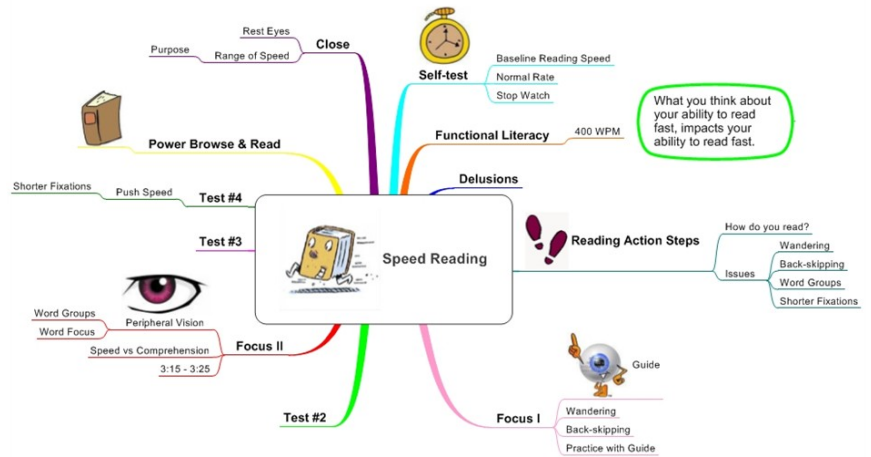 Speed Reading
Self-test
Baseline Reading Speed
Normal Rate
Stop Watch
Functional Literacy
400 WPM
What you think about
your ability to read
fast, impacts your
ability to read fast.
Delusions
Reading Action Steps
How do you read?
Issues
Wandering
Back-skipping
Word Groups
Shorter Fixations
Focus I
Guide
Wandering
Back-skipping
Practice with Guide
Test #2
Focus II
Peripheral Vision
Word Groups
Word Focus
Speed vs Comprehension
3:15 - 3:25
Test #3
Test #4
Push Speed
Shorter Fixations
Power Browse & Read
Close
Rest Eyes
Range of Speed
Purpose